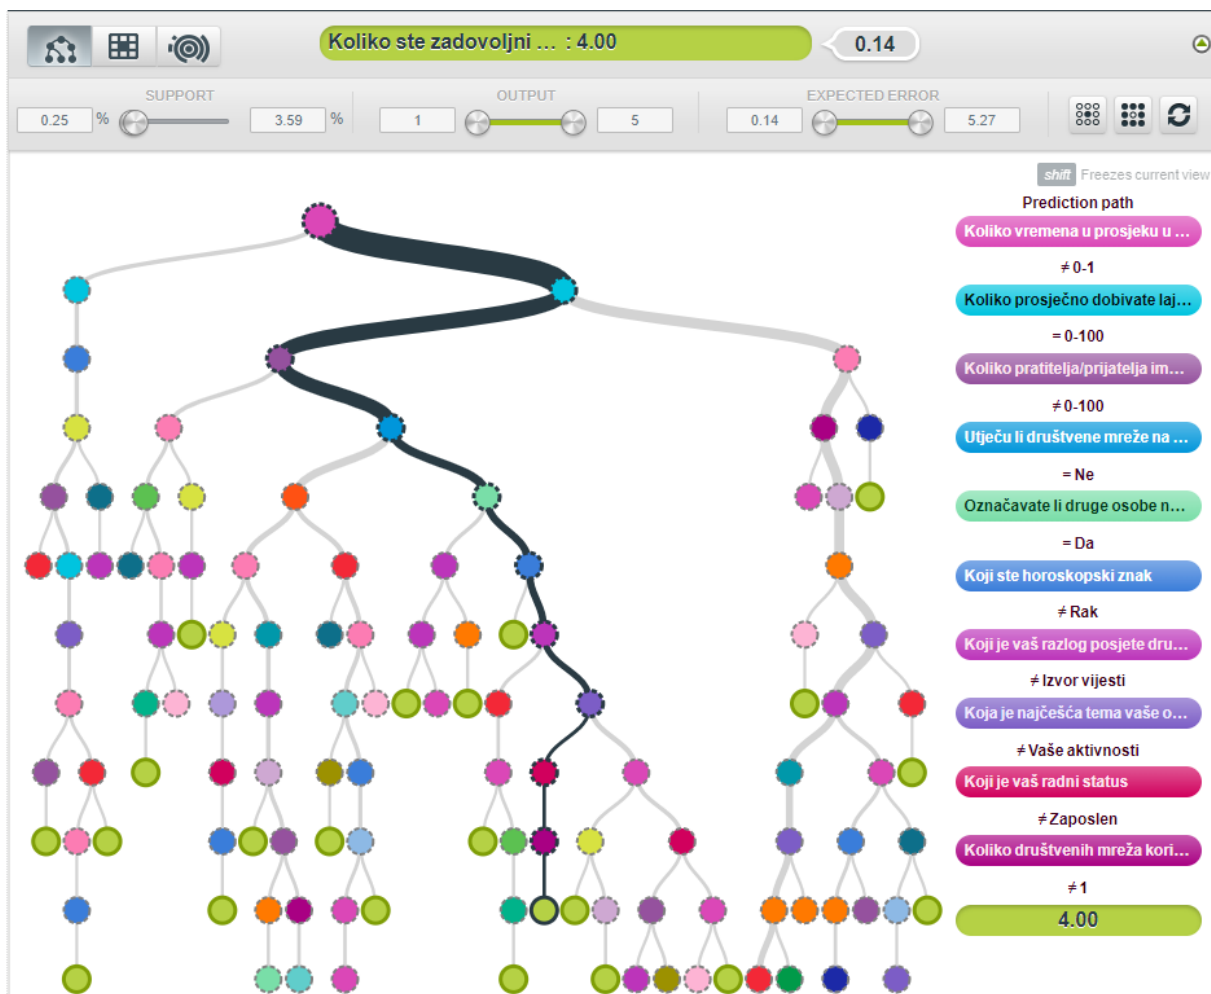 Koliko ste zadovoljni ... : 4.00
0.14
SUPPORT
0.25 %
3.59 %
OUTPUT
1
5
EXPECTED ERROR
0.14
5.27
shift Freezes current view
Prediction path
Koliko vremena u prosjeku u ...
≠ 0-1
Koliko prosječno dobivate laj...
= 0-100
Koliko pratitelja/prijatelja im...
≠ 0-100
Utječu li društvene mreže na ...
= Ne
Označavate li druge osobe n...
= Da
Koji ste horoskopski znak
≠ Rak
Koji je vaš razlog posjete dru...
≠ Izvor vijesti
Koja je najčešća tema vaše o...
≠ Vaše aktivnosti
Koji je vaš radni status
≠ Zaposlen
Koliko društvenih mreža kori...
≠ 1
4.00